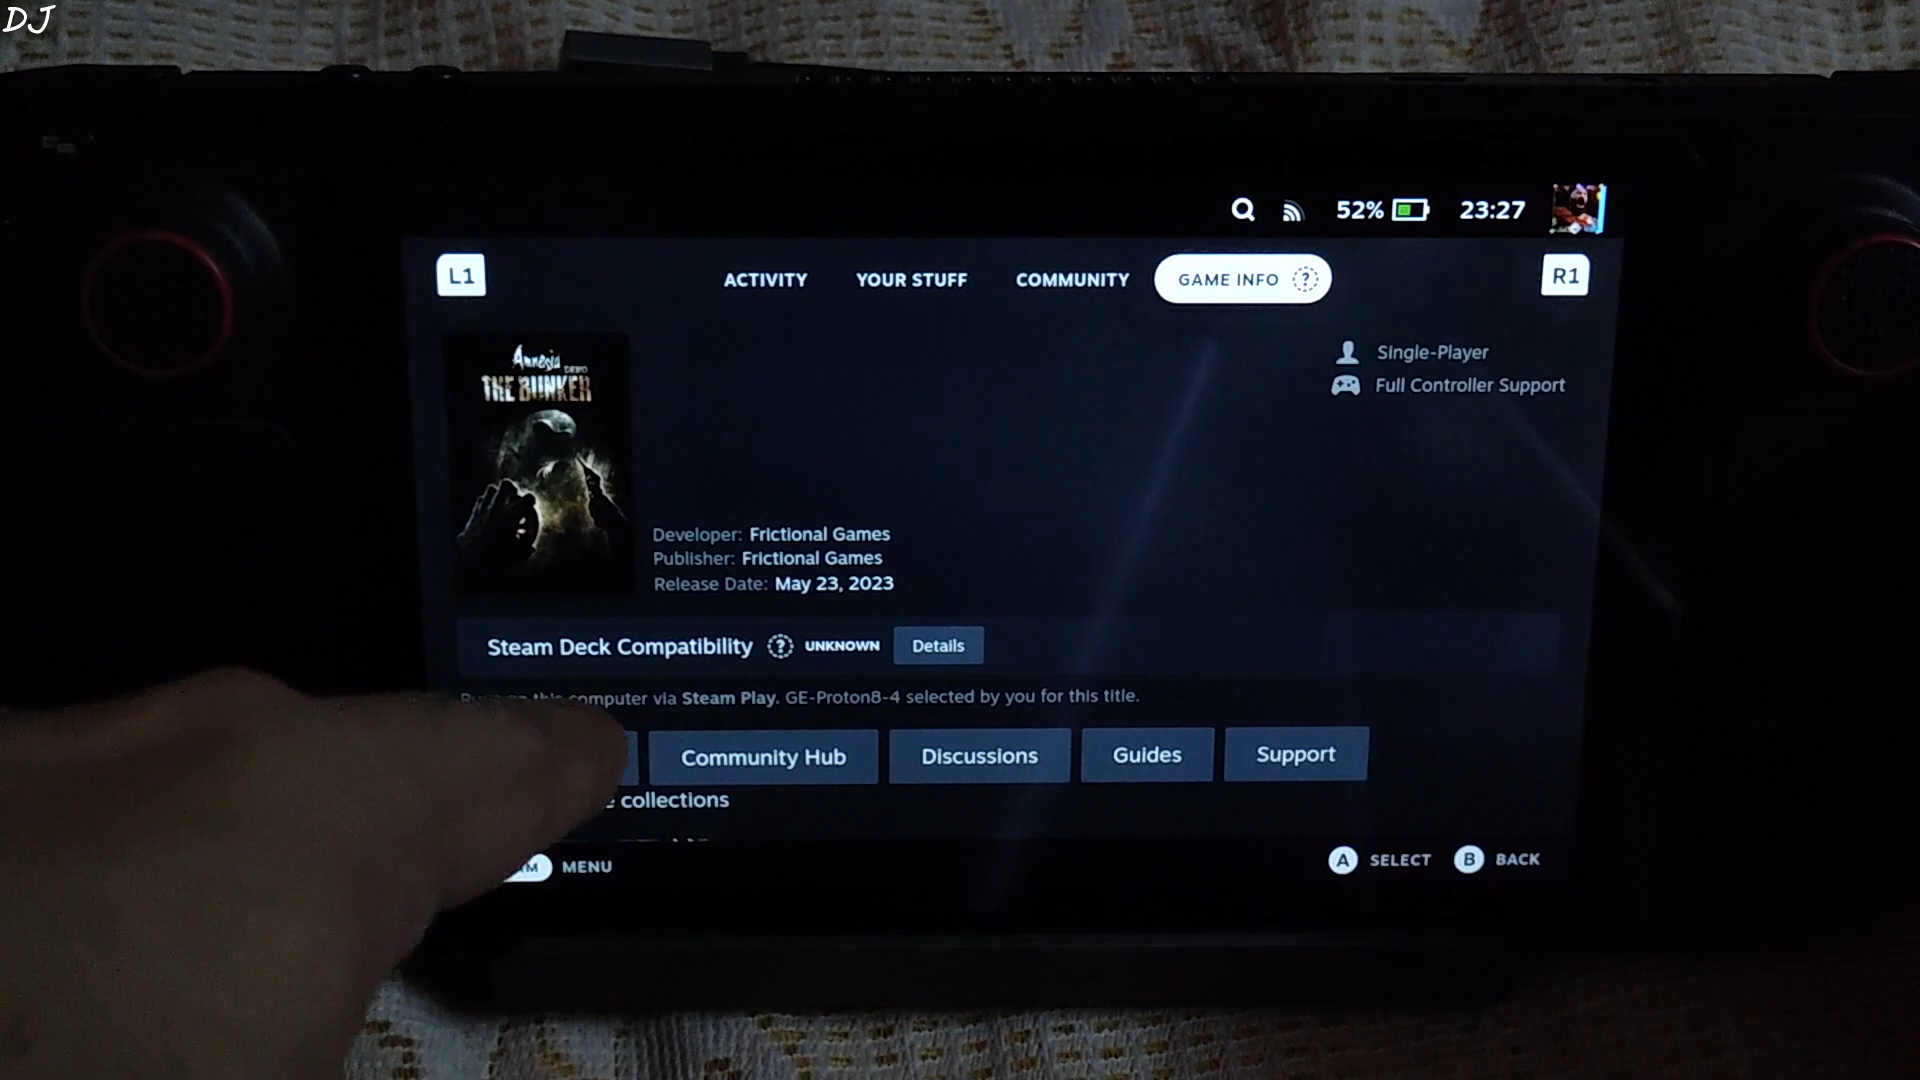 DJ
52% 23:27
L1 ACTIVITY YOUR STUFF COMMUNITY GAME INFO ? R1
Single-Player
Full Controller Support
Amnesia
DEMO
THE BUNKER
Developer: Frictional Games
Publisher: Frictional Games
Release Date: May 23, 2023
Steam Deck Compatibility ? UNKNOWN Details
this computer via Steam Play. GE-Proton8-4 selected by you for this title.
Community Hub Discussions Guides Support
collections
MENU A SELECT B BACK